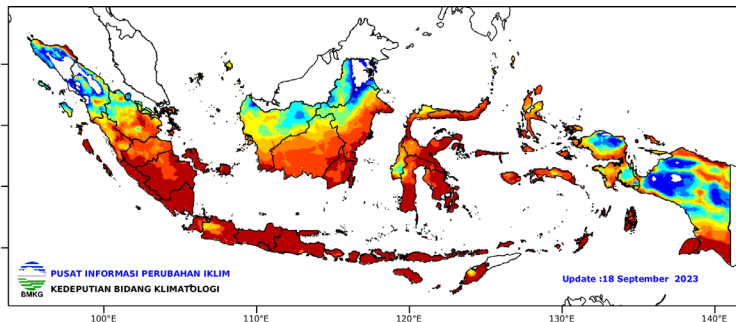 PUSAT INFORMASI PERUBAHAN IKLIM
KEDEPUTIAN BIDANG KLIMATOLOGI
BMKG
Update :18 September 2023
100°E
110°E
120°E
130°E
140°E